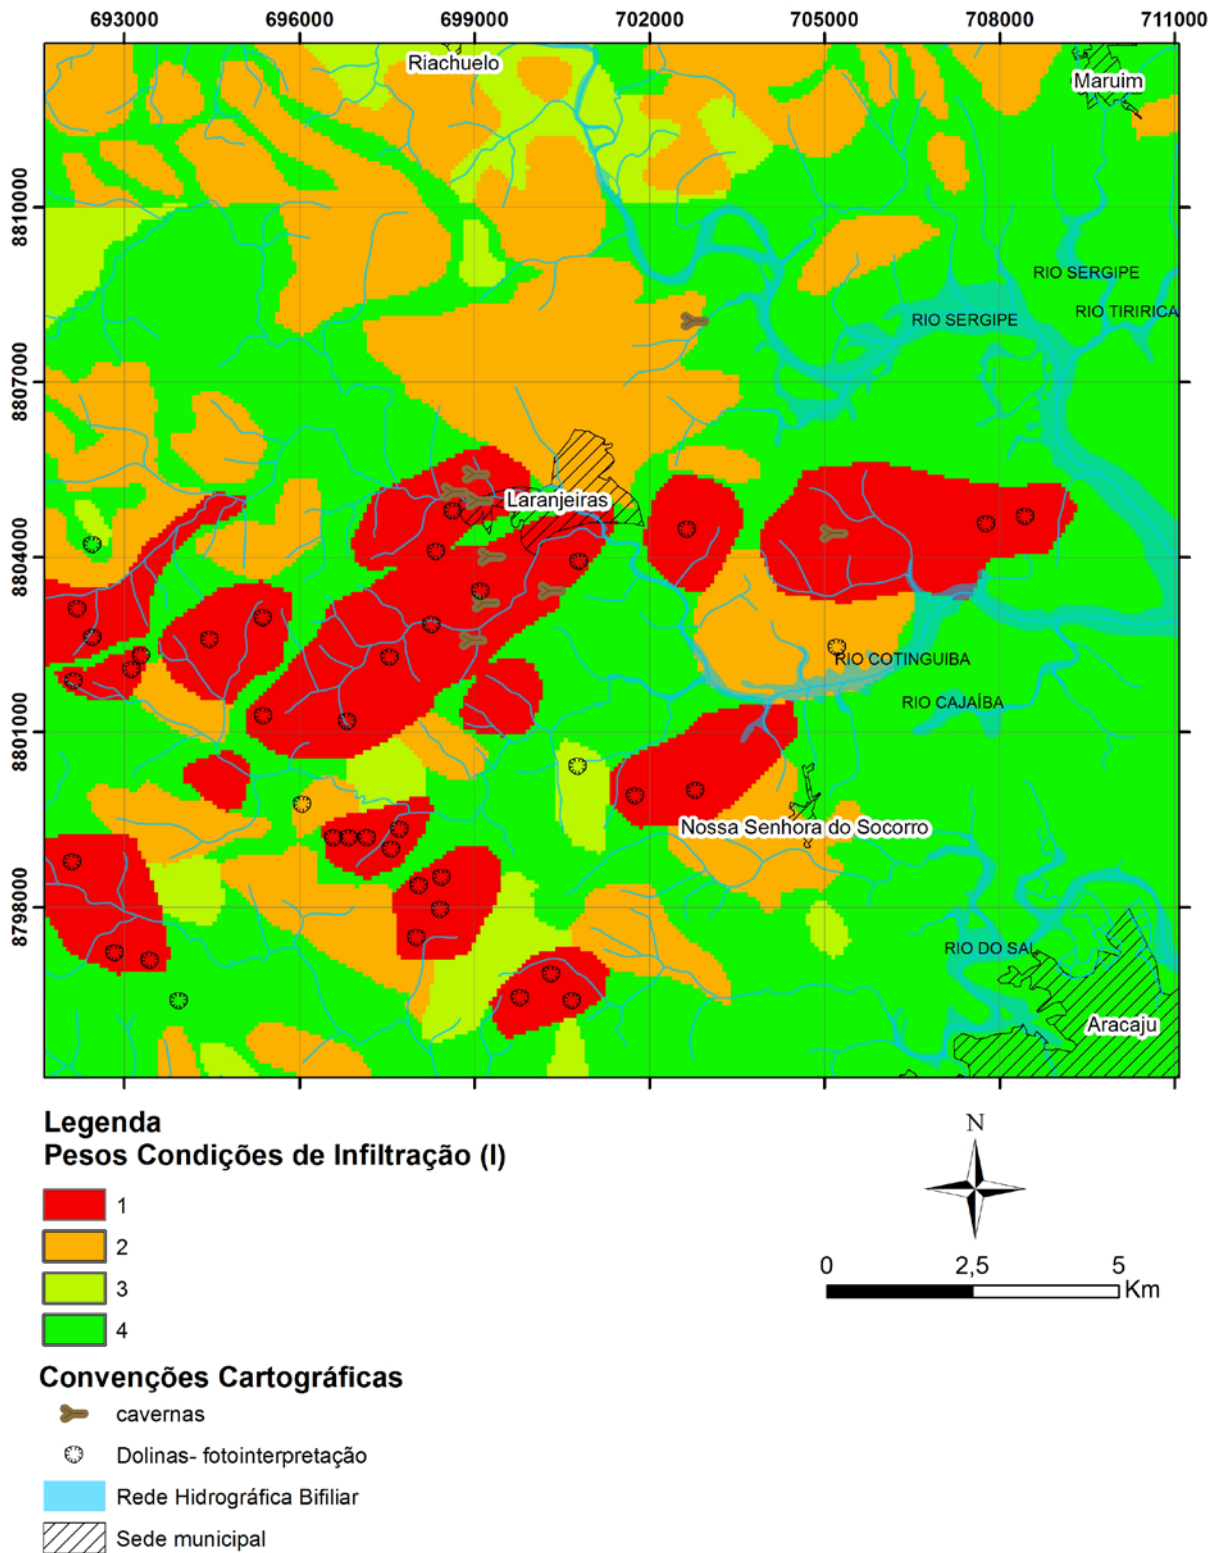 693000 696000 699000 702000 705000 708000 711000
Riachuelo
Maruim
8810000
RIO SERGIPE
RIO TIRIRICA
RIO SERGIPE
8807000
Laranjeiras
8804000
RIO COTINGUIBA
RIO CAJAÍBA
8801000
Nossa Senhora do Socorro
8798000
RIO DO SAL
Aracaju
Legenda
Pesos Condições de Infiltração (I)
1
2
3
4
N
0 2,5 5
Km
Convenções Cartográficas
cavernas
Dolinas- fotointerpretação
Rede Hidrográfica Bifiliar
Sede municipal